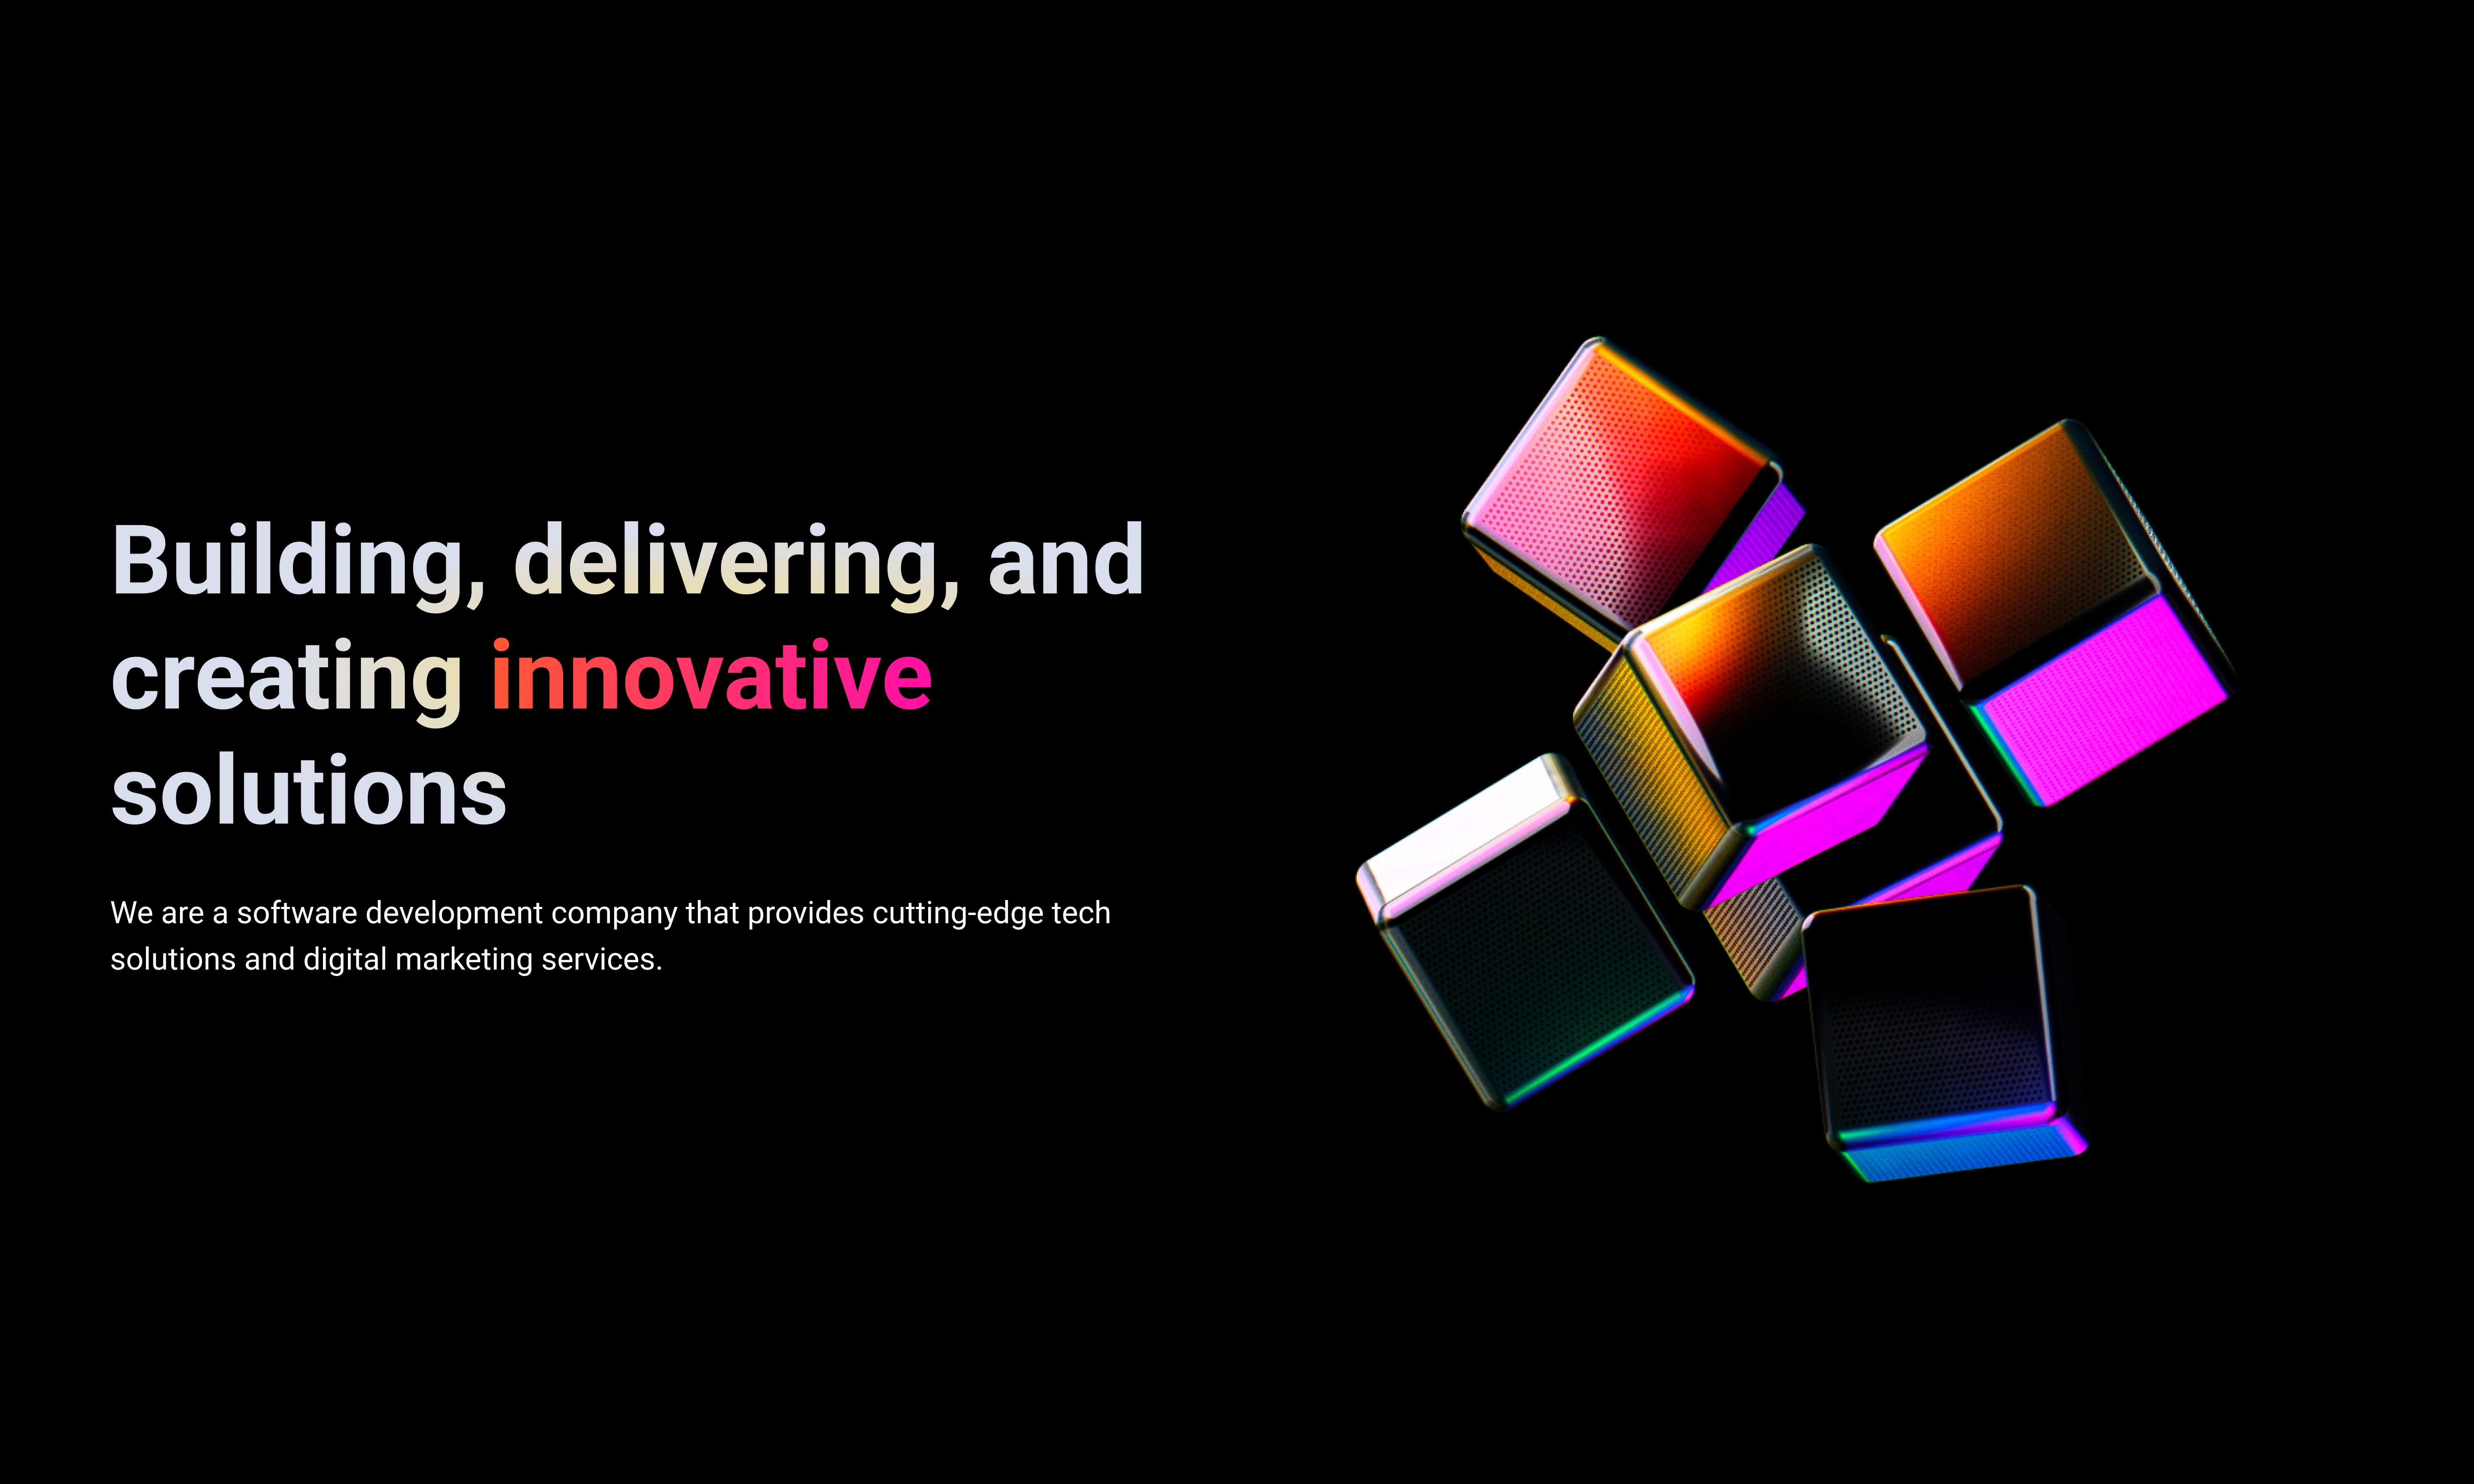 Building, delivering, and
creating innovative
solutions
We are a software development company that provides cutting-edge tech
solutions and digital marketing services.